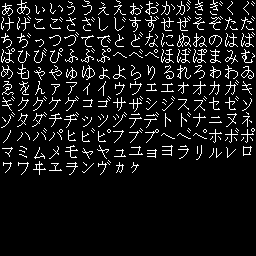 ぁあぃいぅうぇえぉおかがきぎくぐ
けげこごさざしじすずせぜそぞただ
ちぢっつづてでとどなにぬねのはば
ぱひびぴふぶぷへべぺほぼぽまみむ
めもゃやゅゆょよらりるれろゎわゐ
ゑをんァアィイゥウェエォオカガキ
ギクグケゲコゴサザシジスズセゼソ
ゾタダチヂッツヅテデトドナニヌネ
ノハバパヒビピフブプヘベペホボポ
マミムメモャヤュユョヨラリルレロ
ヮワヰヱヲンヴヵヶ